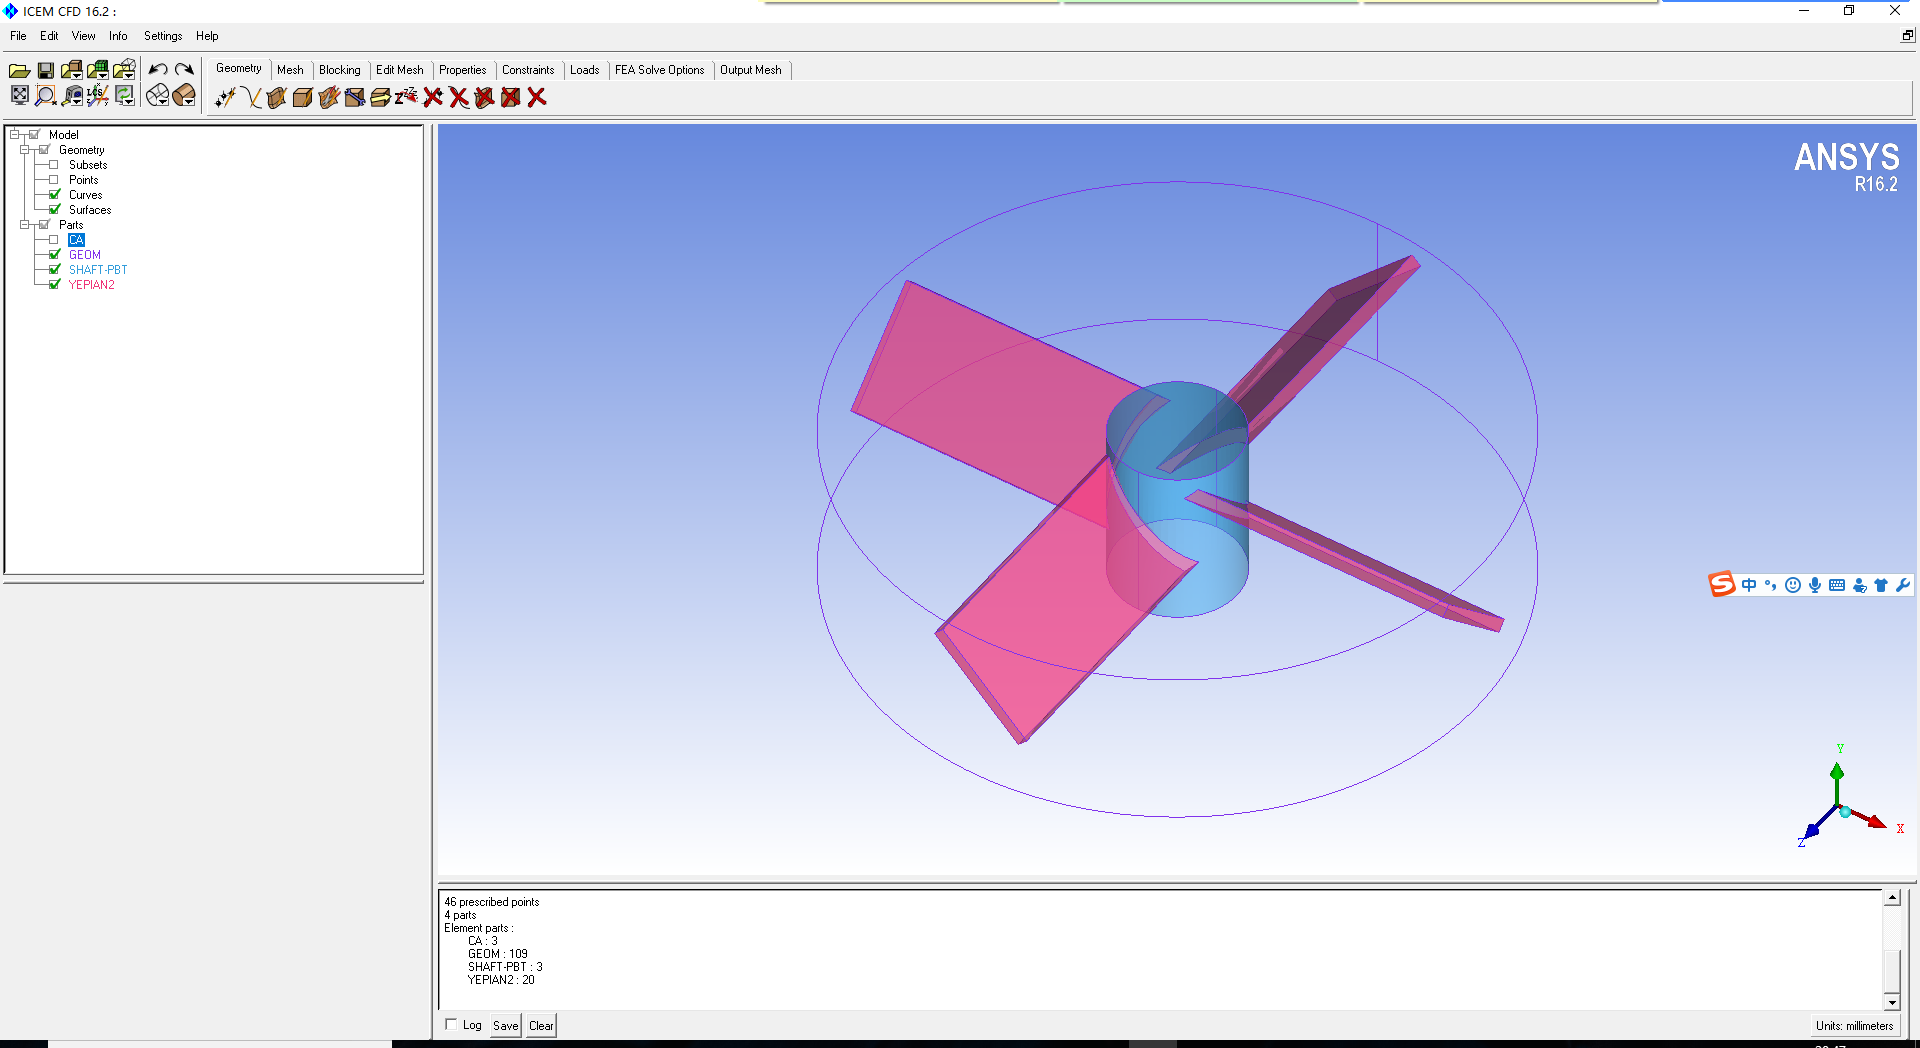 ICEM CFD 16.2 :
File Edit View Info Settings Help
Geometry Mesh Blocking Edit Mesh Properties Constraints Loads FEA Solve Options Output Mesh
LCS
Model
Geometry
Subsets
Points
Curves
Surfaces
Parts
CA
GEOM
SHAFT-PBT
YEPIAN2
ANSYS
R16.2
S 中
Y
X
Z
46 prescribed points
4 parts
Element parts :
CA : 3
GEOM : 109
SHAFT-PBT : 3
YEPIAN2 : 20
Log Save Clear
Units: millimeters